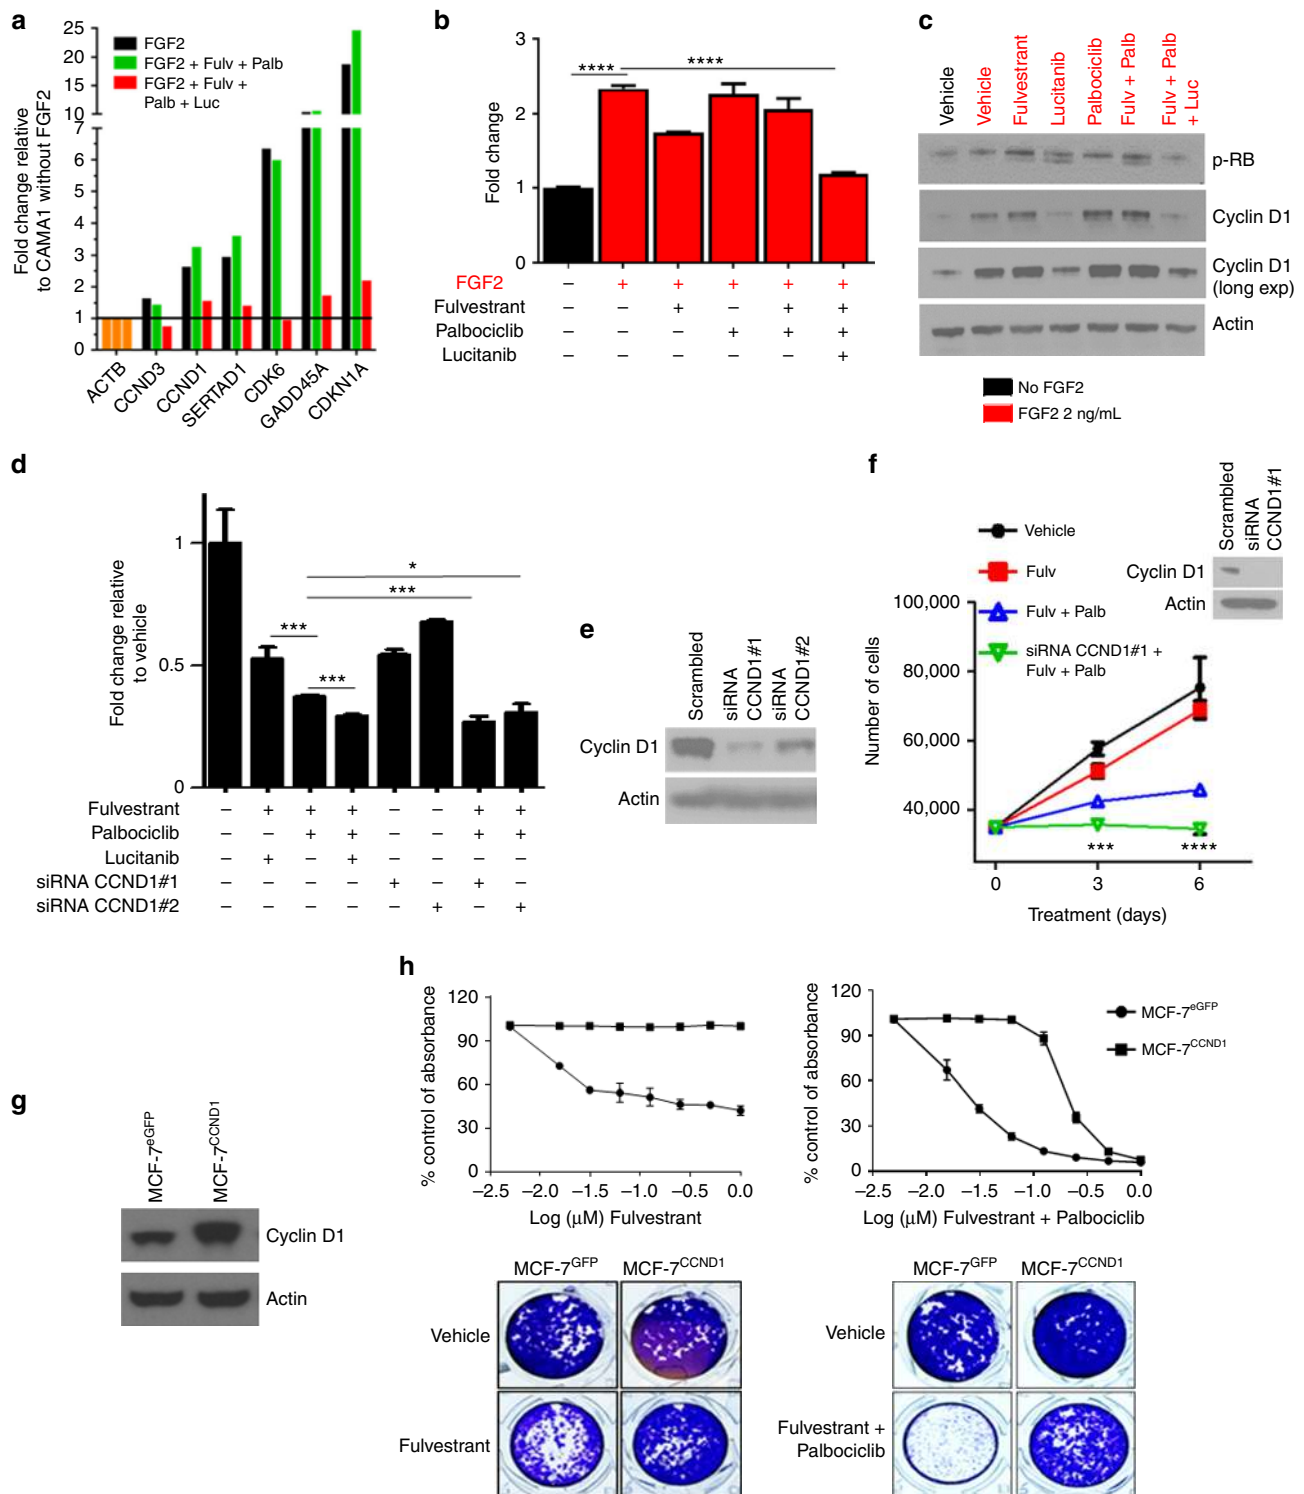 a
Fold change relative
to CAMA1 without FGF2
25
20
15
10
7
6
5
4
3
2
1
0
FGF2
FGF2 + Fulv + Palb
FGF2 + Fulv +
Palb + Luc
ACTB
CCND3
CCND1
SERTAD1
CDK6
GADD45A
CDKN1A
b
Fold change
3
2
1
0
****
****
FGF2 – + + + + +
Fulvestrant – – + – + +
Palbociclib – – – + + +
Lucitanib – – – – – +
c
Vehicle
Vehicle
Fulvestrant
Lucitanib
Palbociclib
Fulv + Palb
Fulv + Palb
+ Luc
p-RB
Cyclin D1
Cyclin D1
(long exp)
Actin
No FGF2
FGF2 2 ng/mL
d
Fold change relative
to vehicle
1
0.5
0
***
***
***
*
Fulvestrant – + + + – – + +
Palbociclib – – + + – – + +
Lucitanib – + – + – – – –
siRNA CCND1#1 – – – – + – + –
siRNA CCND1#2 – – – – – + – +
e
Scrambled
siRNA
CCND1#1
siRNA
CCND1#2
Cyclin D1
Actin
f
Vehicle
Fulv
Fulv + Palb
siRNA CCND1#1 +
Fulv + Palb
Scrambled
siRNA
CCND1#1
Cyclin D1
Actin
Number of cells
100,000
80,000
60,000
40,000
***
****
0 3 6
Treatment (days)
g
MCF-7eGFP
MCF-7CCND1
Cyclin D1
Actin
h
% control of absorbance
120
90
60
30
0
–2.5 –2.0 –1.5 –1.0 –0.5 0.0
Log (μM) Fulvestrant
% control of absorbance
120
90
60
30
0
–2.5 –2.0 –1.5 –1.0 –0.5 0.0
Log (μM) Fulvestrant + Palbociclib
MCF-7eGFP
MCF-7CCND1
MCF-7GFP MCF-7CCND1
Vehicle
Fulvestrant
MCF-7GFP MCF-7CCND1
Vehicle
Fulvestrant +
Palbociclib